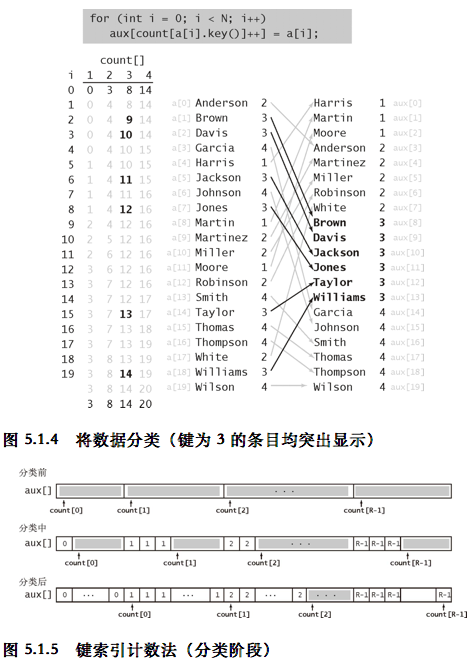 for (int i = 0; i < N; i++)
aux[count[a[i].key()]++] = a[i];
count[]
i 1 2 3 4
0 0 3 8 14
1 0 4 8 14
2 0 4 9 14
3 0 4 10 14
4 0 4 10 15
5 1 4 10 15
6 1 4 11 15
7 1 4 11 16
8 1 4 12 16
9 2 4 12 16
10 2 5 12 16
11 2 6 12 16
12 3 6 12 16
13 3 7 12 16
14 3 7 12 17
15 3 7 13 17
16 3 7 13 18
17 3 7 13 19
18 3 8 13 19
19 3 8 14 19
3 8 14 20
3 8 14 20
a[0] Anderson 2
a[1] Brown 3
a[2] Davis 3
a[3] Garcia 4
a[4] Harris 1
a[5] Jackson 3
a[6] Johnson 4
a[7] Jones 3
a[8] Martin 1
a[9] Martinez 2
a[10] Miller 2
a[11] Moore 1
a[12] Robinson 2
a[13] Smith 4
a[14] Taylor 3
a[15] Thomas 4
a[16] Thompson 4
a[17] White 2
a[18] Williams 3
a[19] Wilson 4
Harris 1 aux[0]
Martin 1 aux[1]
Moore 1 aux[2]
Anderson 2 aux[3]
Martinez 2 aux[4]
Miller 2 aux[5]
Robinson 2 aux[6]
White 2 aux[7]
Brown 3 aux[8]
Davis 3 aux[9]
Jackson 3 aux[10]
Jones 3 aux[11]
Taylor 3 aux[12]
Williams 3 aux[13]
Garcia 4 aux[14]
Johnson 4 aux[15]
Smith 4 aux[16]
Thomas 4 aux[17]
Thompson 4 aux[18]
Wilson 4 aux[19]
图 5.1.4 将数据分类（键为 3 的条目均突出显示）
分类前
aux[] ...
count[0] count[1] count[2] count[R-1]
分类中
aux[] 0 1 1 1 2 2 ... R-1 R-1 R-1
count[0] count[1] count[2] count[R-1]
分类后
aux[] 0 ... 0 1 1 1 ... 1 2 2 ... 2 ... R-1 R-1 R-1 R-1
count[0] count[1] count[2] count[R-1]
图 5.1.5 键索引计数法（分类阶段）